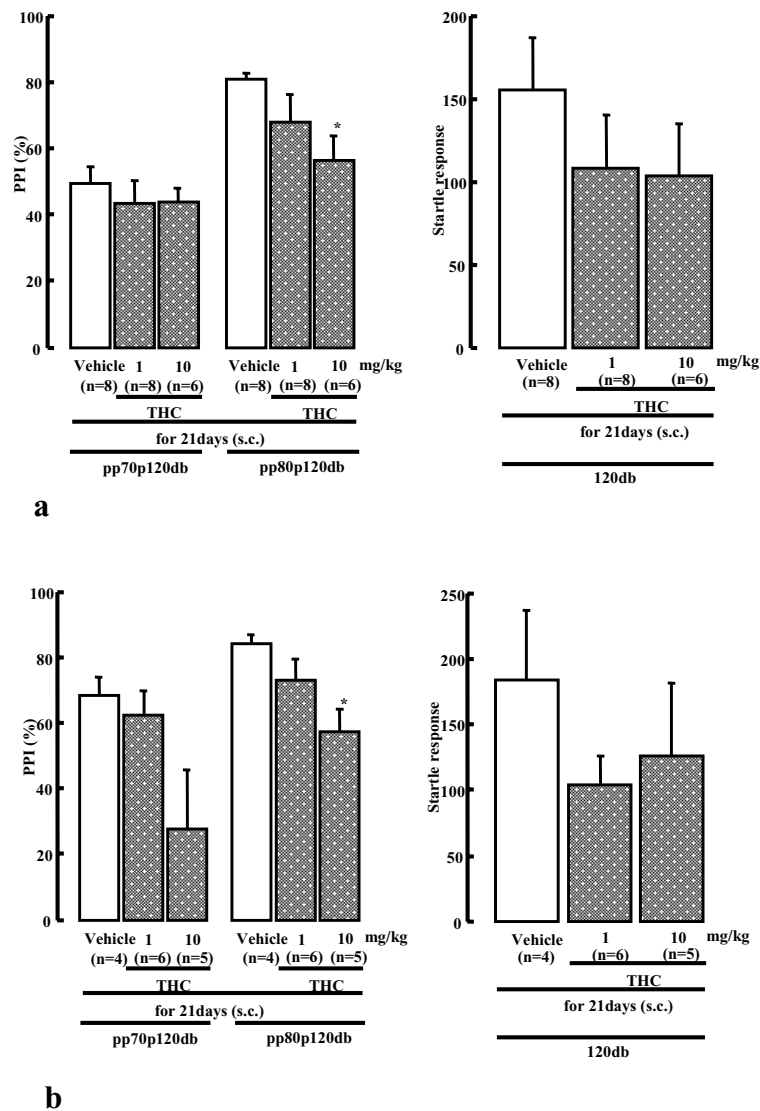 100
80
60
40
20
0
PPI (%)
*
Vehicle 1 10 Vehicle 1 10 mg/kg
(n=8) (n=8) (n=6) (n=8) (n=8) (n=6)
THC THC
for 21days (s.c.)
pp70p120db pp80p120db
200
150
100
50
0
Startle response
Vehicle 1 10 mg/kg
(n=8) (n=8) (n=6)
THC
for 21days (s.c.)
120db
a
100
80
60
40
20
0
PPI (%)
*
Vehicle 1 10 Vehicle 1 10 mg/kg
(n=4) (n=6) (n=5) (n=4) (n=6) (n=5)
THC THC
for 21days (s.c.)
pp70p120db pp80p120db
250
200
150
100
50
0
Startle response
Vehicle 1 10 mg/kg
(n=4) (n=6) (n=5)
THC
for 21days (s.c.)
120db
b